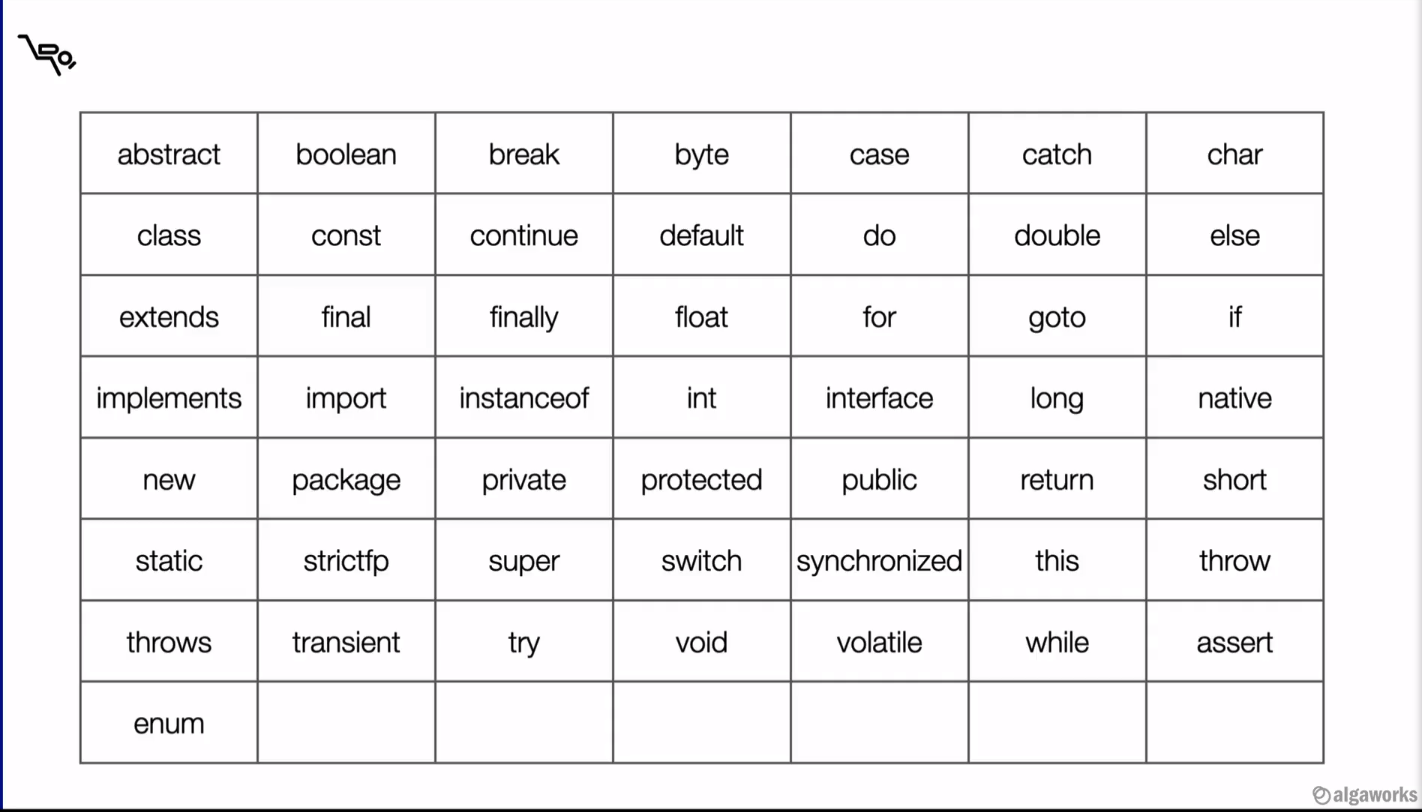 abstract boolean break byte case catch char
class const continue default do double else
extends final finally float for goto if
implements import instanceof int interface long native
new package private protected public return short
static strictfp super switch synchronized this throw
throws transient try void volatile while assert
enum
algaworks